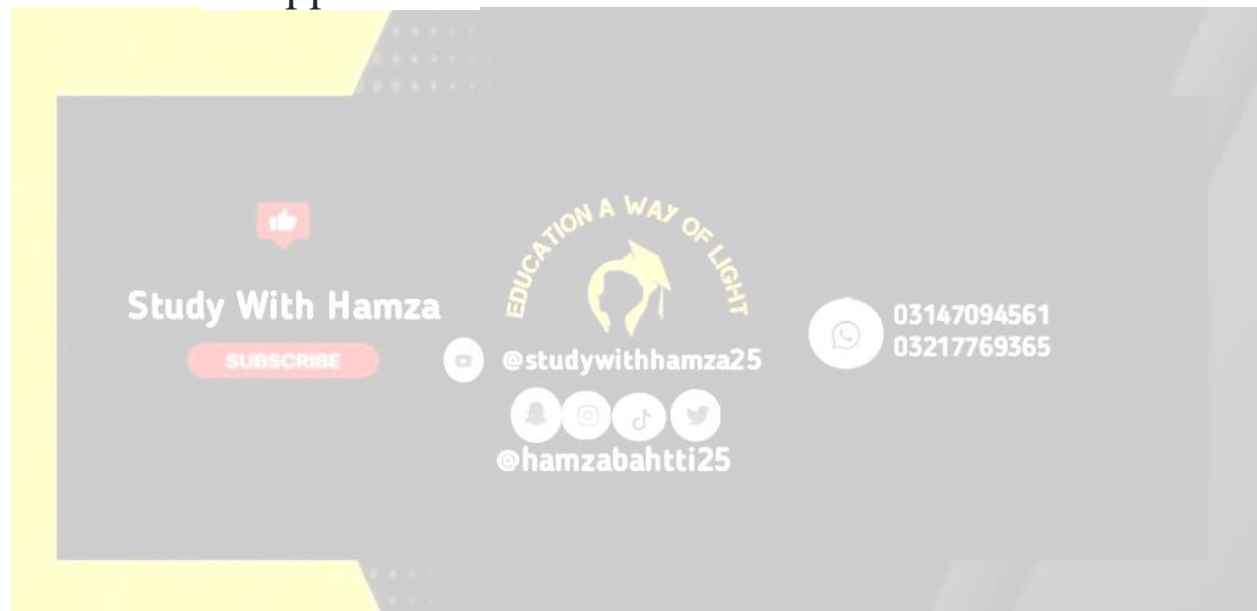 EDUCATION A WAY OF LIGHT
Study With Hamza
SUBSCRIBE
@studywithhamza25
03147094561
03217769365
@hamzabahtti25